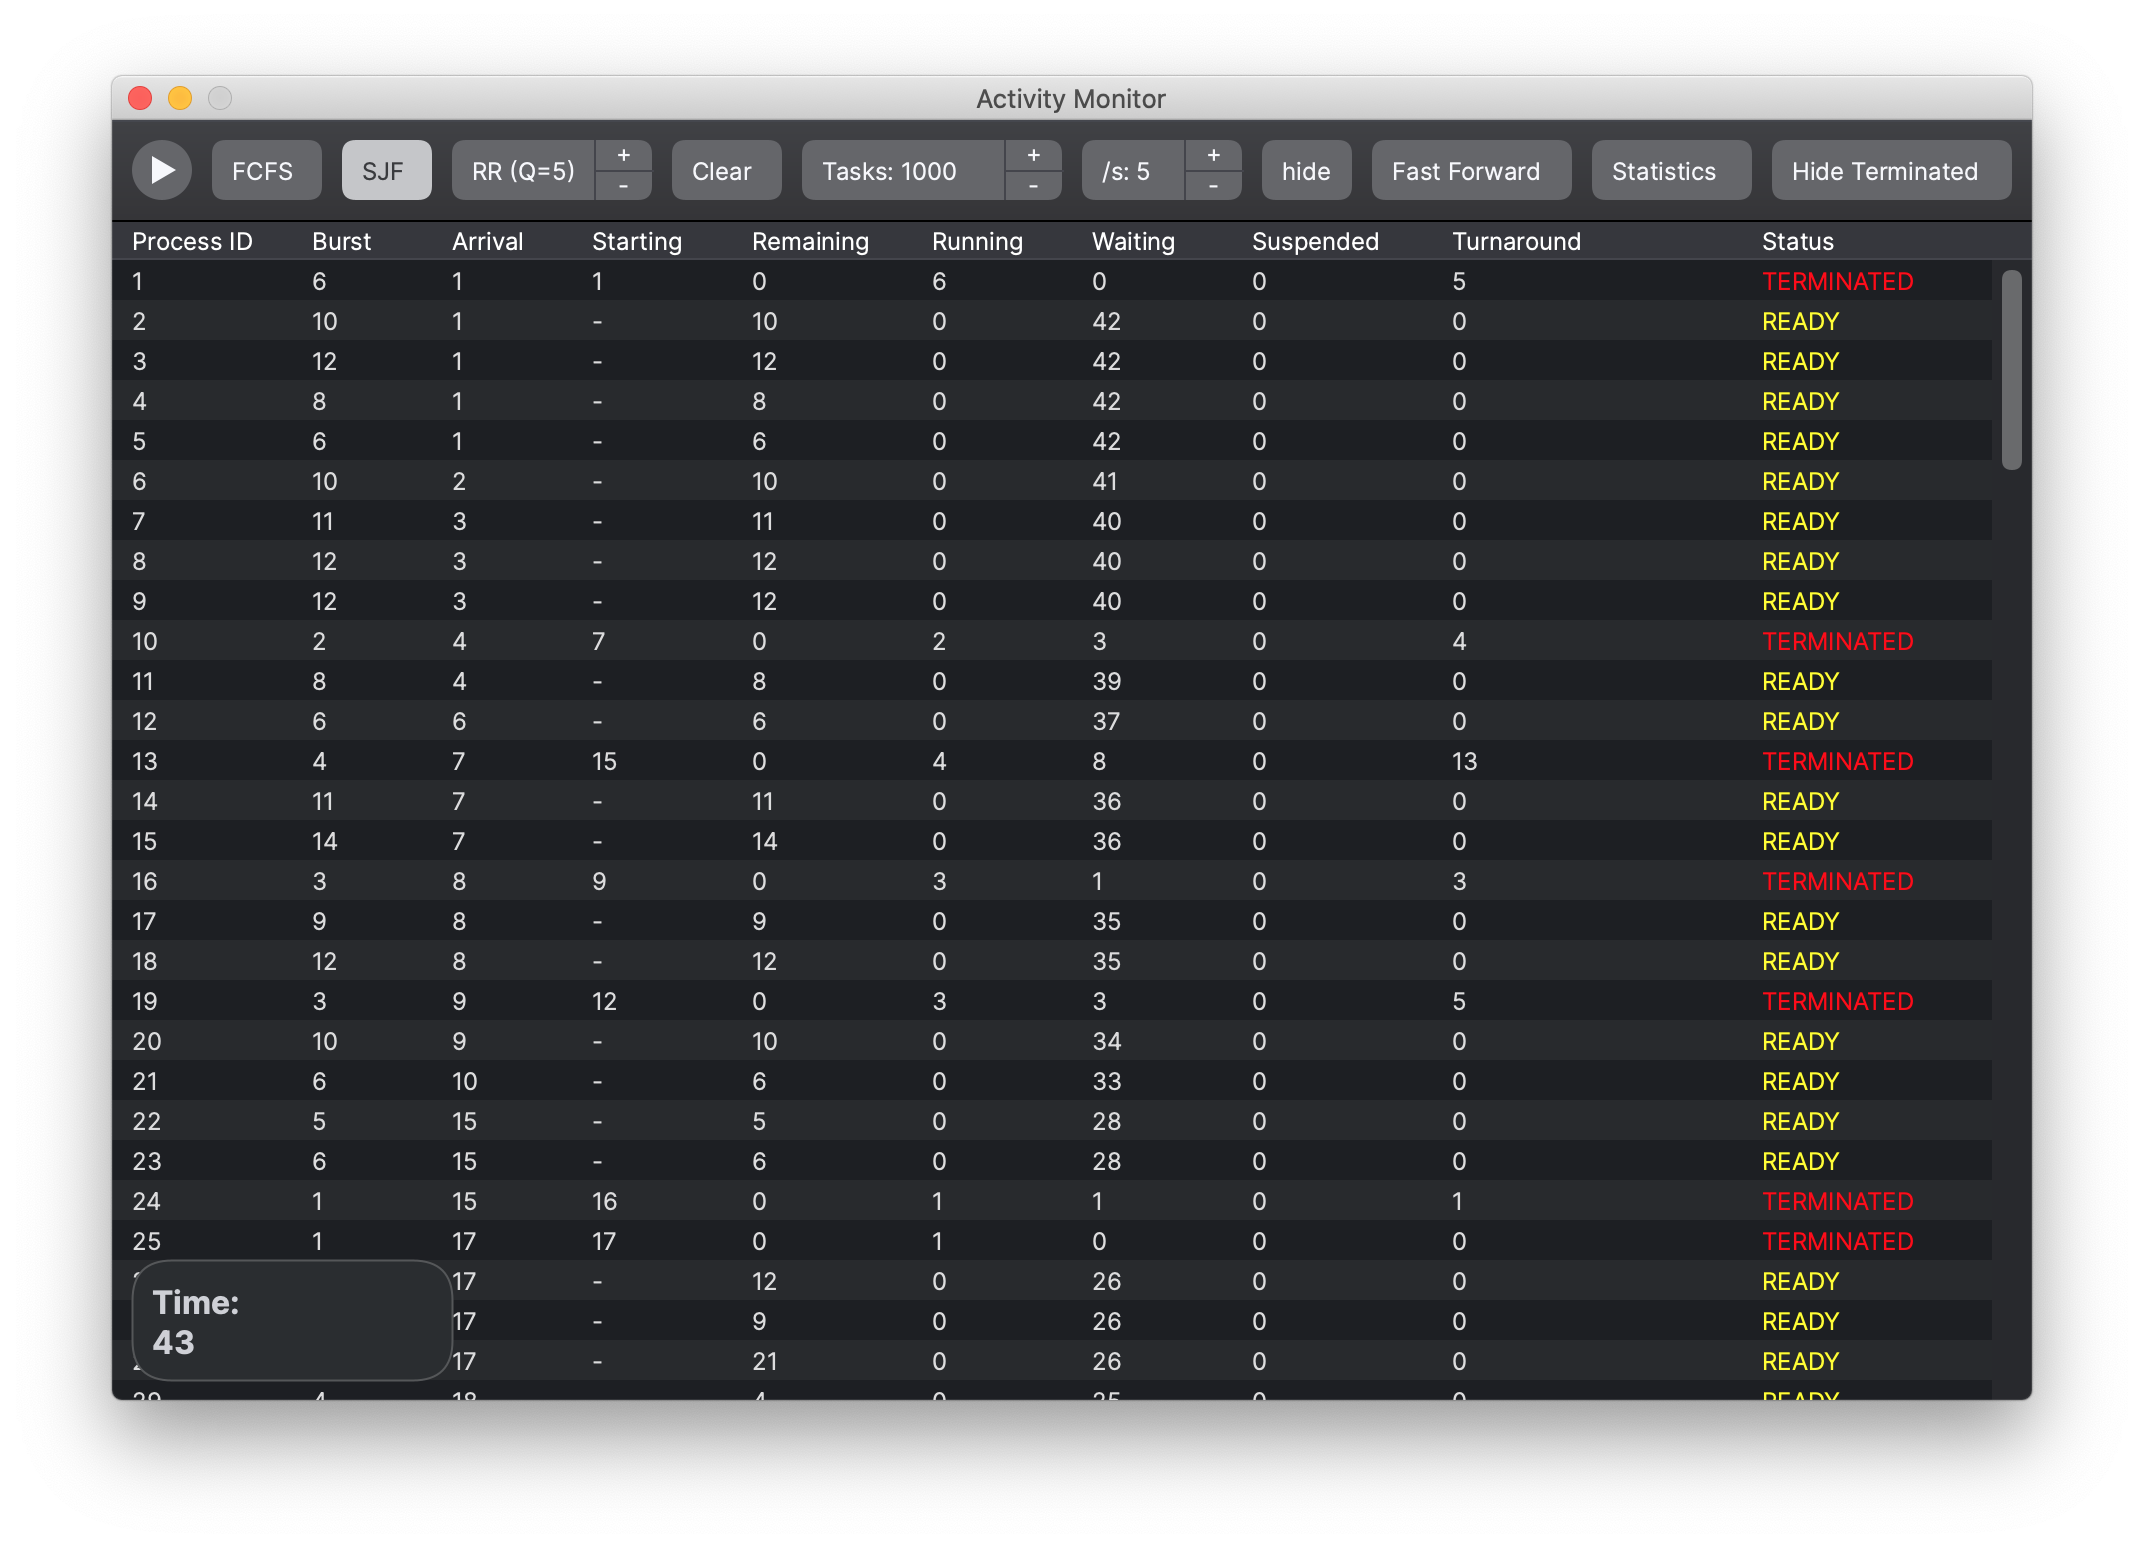 Activity Monitor
FCFS SJF RR (Q=5) + - Clear Tasks: 1000 + - /s: 5 + - hide Fast Forward Statistics Hide Terminated
Process ID Burst Arrival Starting Remaining Running Waiting Suspended Turnaround Status
1 6 1 1 0 6 0 0 5 TERMINATED
2 10 1 - 10 0 42 0 0 READY
3 12 1 - 12 0 42 0 0 READY
4 8 1 - 8 0 42 0 0 READY
5 6 1 - 6 0 42 0 0 READY
6 10 2 - 10 0 41 0 0 READY
7 11 3 - 11 0 40 0 0 READY
8 12 3 - 12 0 40 0 0 READY
9 12 3 - 12 0 40 0 0 READY
10 2 4 7 0 2 3 0 4 TERMINATED
11 8 4 - 8 0 39 0 0 READY
12 6 6 - 6 0 37 0 0 READY
13 4 7 15 0 4 8 0 13 TERMINATED
14 11 7 - 11 0 36 0 0 READY
15 14 7 - 14 0 36 0 0 READY
16 3 8 9 0 3 1 0 3 TERMINATED
17 9 8 - 9 0 35 0 0 READY
18 12 8 - 12 0 35 0 0 READY
19 3 9 12 0 3 3 0 5 TERMINATED
20 10 9 - 10 0 34 0 0 READY
21 6 10 - 6 0 33 0 0 READY
22 5 15 - 5 0 28 0 0 READY
23 6 15 - 6 0 28 0 0 READY
24 1 15 16 0 1 1 0 1 TERMINATED
25 1 17 17 0 1 0 0 0 TERMINATED
17 - 12 0 26 0 0 READY
17 - 9 0 26 0 0 READY
17 - 21 0 26 0 0 READY
29 4 18 4 0 25 0 0 READY
Time:
43